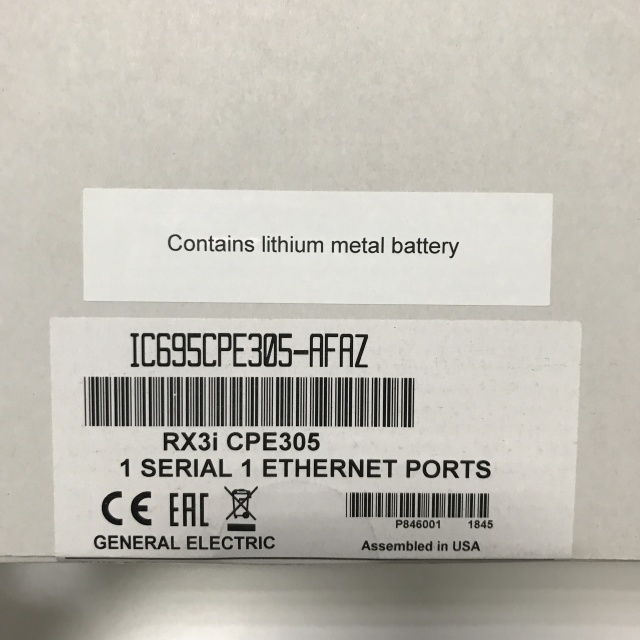 Contains lithium metal battery
IC695CPE305-AFAZ
RX3i CPE305
1 SERIAL 1 ETHERNET PORTS
CE EAC
P846001 1845
GENERAL ELECTRIC
Assembled in USA